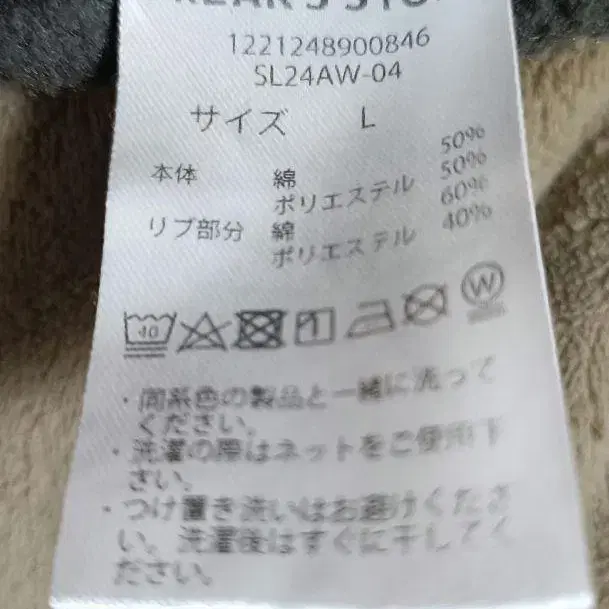 1221248900846
SL24AW-04
サイズ L
本体 綿 50%
ポリエステル 50%
リブ部分 綿 60%
ポリエステル 40%
40
W
・同系色の製品と一緒に洗って
ください。
・洗濯の際はネットをご使用下
さい。
・つけ置き洗いはお避けくださ
い。洗濯後はすぐに干してく
ださい。